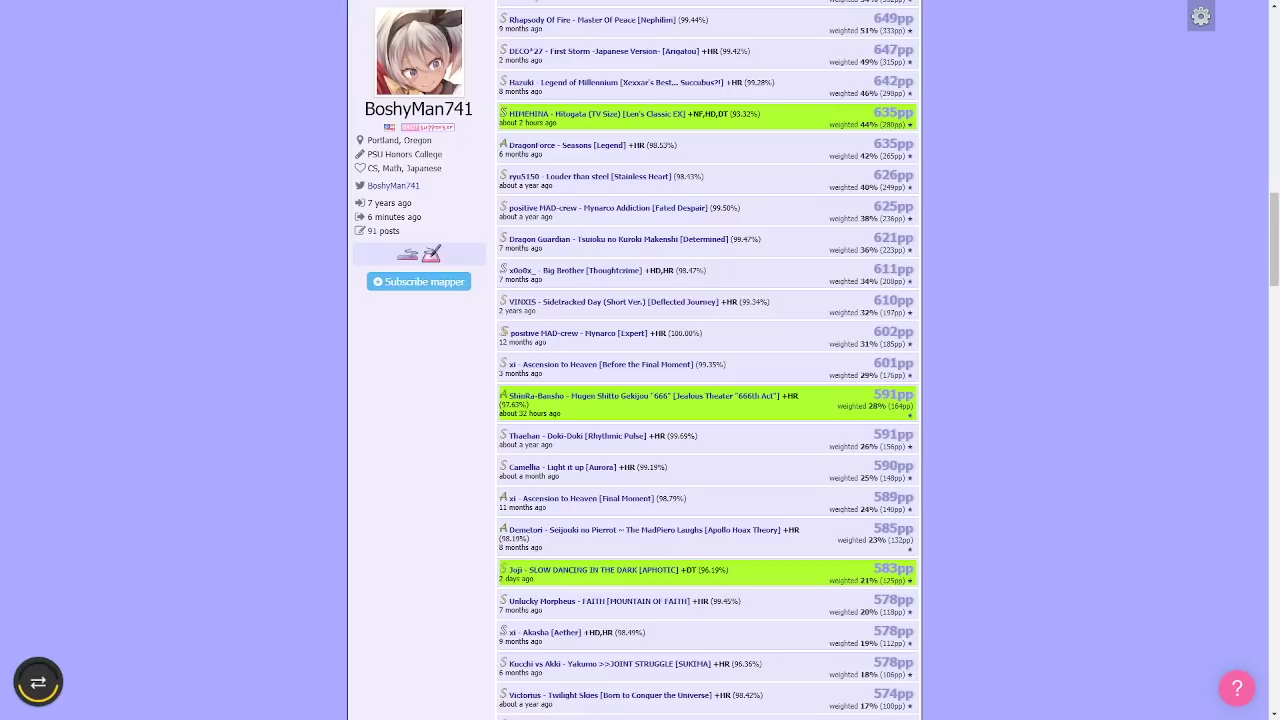 BoshyMan741
Portland, Oregon
PSU Honors College
CS, Math, Japanese
BoshyMan741
7 years ago
6 minutes ago
91 posts
Subscribe mapper
Rhapsody Of Fire - Master Of Peace [Nephilim] (99.44%) 649pp
9 months ago weighted 51% (333pp)
DECO*27 - First Storm -Japanese Version- [Arigatou] +HR (99.42%) 647pp
2 months ago weighted 49% (315pp)
Hazuki - Legend of Millennium [Xexxar's Best... Succubus?!] +HR (99.28%) 642pp
8 months ago weighted 46% (298pp)
HIMEHINA - Hitogata (TV Size) [Len's Classic EX] +NF,HD,DT (93.32%) 635pp
about 2 hours ago weighted 44% (280pp)
A DragonForce - Seasons [Legend] +HR (98.53%) 635pp
6 months ago weighted 42% (265pp)
S ryu5150 - Louder than steel [Stainless Heart] (98.43%) 626pp
about a year ago weighted 40% (249pp)
S positive MAD-crew - Mynarco Addiction [Fated Despair] (99.50%) 625pp
about a year ago weighted 38% (236pp)
S Dragon Guardian - Tsuioku no Kuroki Makenshi [Determined] (99.47%) 621pp
7 months ago weighted 36% (223pp)
S x0o0x_ - Big Brother [Thoughtcrime] +HD,HR (98.47%) 611pp
7 months ago weighted 34% (208pp)
S VINXIS - Sidetracked Day (Short Ver.) [Deflected Journey] +HR (99.34%) 610pp
2 years ago weighted 32% (197pp)
S positive MAD-crew - Mynarco [Expert] +HR (100.00%) 602pp
12 months ago weighted 31% (185pp)
S xi - Ascension to Heaven [Before the Final Moment] (99.35%) 601pp
3 months ago weighted 29% (176pp)
A ShinRa-Bansho - Mugen Shitto Gekijou "666" [Jealous Theater "666th Act"] +HR 591pp
(97.63%) weighted 28% (164pp)
about 32 hours ago
S Thaehan - Doki-Doki [Rhythmic Pulse] +HR (99.69%) 591pp
about a year ago weighted 26% (156pp)
S Camellia - Light it up [Aurora] +HR (99.19%) 590pp
about a month ago weighted 25% (148pp)
A xi - Ascension to Heaven [Final Moment] (98.79%) 589pp
11 months ago weighted 24% (140pp)
A Demetori - Seijouki no Pierrot ~ The MadPiero Laughs [Apollo Hoax Theory] +HR 585pp
(98.19%) weighted 23% (132pp)
8 months ago
S Joji - SLOW DANCING IN THE DARK [APHOTIC] +DT (96.19%) 583pp
2 days ago weighted 21% (125pp)
S Unlucky Morpheus - FAITH [MOUNTAIN OF FAITH] +HR (99.45%) 578pp
7 months ago weighted 20% (118pp)
S xi - Akasha [Aether] +HD,HR (98.49%) 578pp
9 months ago weighted 19% (112pp)
S Kucchi vs Akki - Yakumo >>JOINT STRUGGLE [SUKIMA] +HR (96.36%) 578pp
6 months ago weighted 18% (106pp)
S Victorius - Twilight Skies [Born to Conquer the Universe] +HR (98.42%) 574pp
about a year ago weighted 17% (100pp)
?